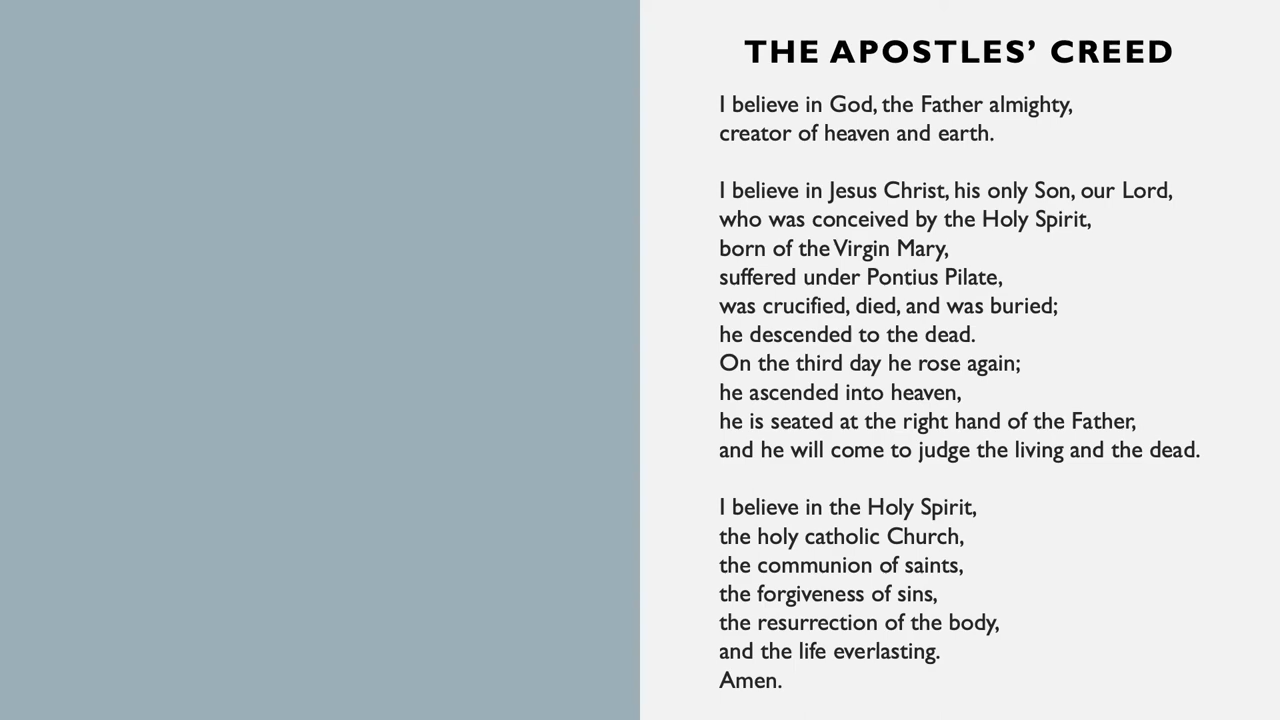 THE APOSTLES’ CREED
I believe in God, the Father almighty,
creator of heaven and earth.
I believe in Jesus Christ, his only Son, our Lord,
who was conceived by the Holy Spirit,
born of the Virgin Mary,
suffered under Pontius Pilate,
was crucified, died, and was buried;
he descended to the dead.
On the third day he rose again;
he ascended into heaven,
he is seated at the right hand of the Father,
and he will come to judge the living and the dead.
I believe in the Holy Spirit,
the holy catholic Church,
the communion of saints,
the forgiveness of sins,
the resurrection of the body,
and the life everlasting.
Amen.